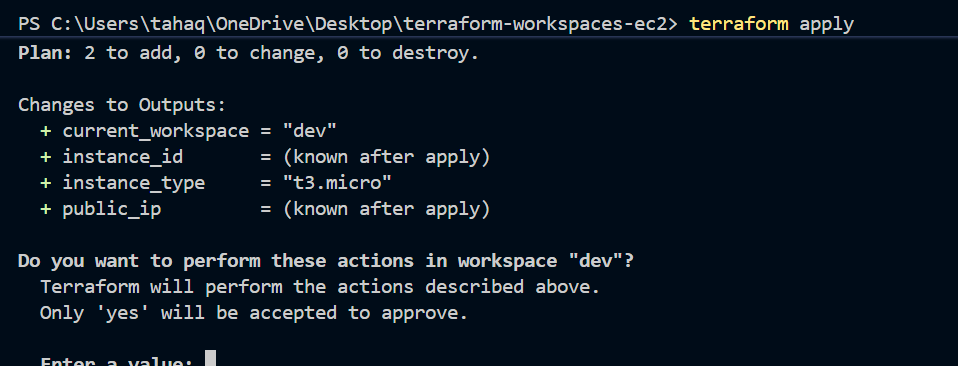 PS C:\Users\tahaq\OneDrive\Desktop\terraform-workspaces-ec2> terraform apply
Plan: 2 to add, 0 to change, 0 to destroy.
Changes to Outputs:
+ current_workspace = "dev"
+ instance_id       = (known after apply)
+ instance_type     = "t3.micro"
+ public_ip         = (known after apply)
Do you want to perform these actions in workspace "dev"?
Terraform will perform the actions described above.
Only 'yes' will be accepted to approve.
Enter a value: